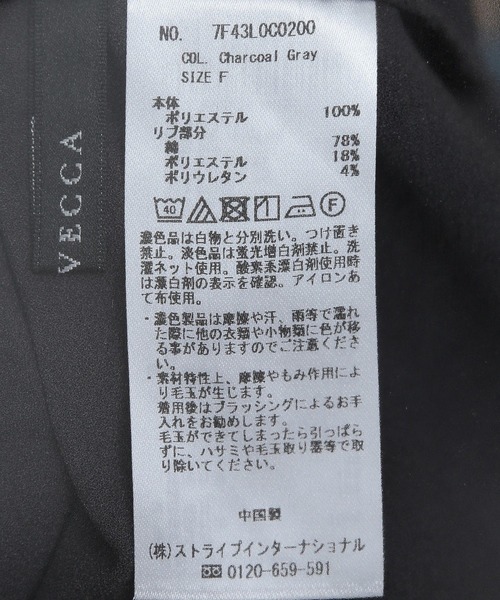 VECCA
NO. 7F43L0C0200
COL. Charcoal Gray
SIZE F
本体
ポリエステル 100%
リブ部分
綿 78%
ポリエステル 18%
ポリウレタン 4%
40 F
濃色品は白物と分別洗い。つけ置き
禁止。淡色品は蛍光増白剤禁止。洗
濯ネット使用。酸素系漂白剤使用時
は漂白剤の表示を確認。アイロンあ
て布使用。
・濃色製品は摩擦や汗、雨等で濡れ
た際に他の衣類や小物類に色が移
る事がありますのでご注意くださ
い。
・素材特性上、摩擦やもみ作用によ
り毛玉が生じます。
着用後はブラッシングによるお手
入れをお勧めします。
毛玉ができてしまったら引っぱら
ずに、ハサミや毛玉取り器等で取
り除いてください。
中国製
(株)ストライプインターナショナル
0120-659-591